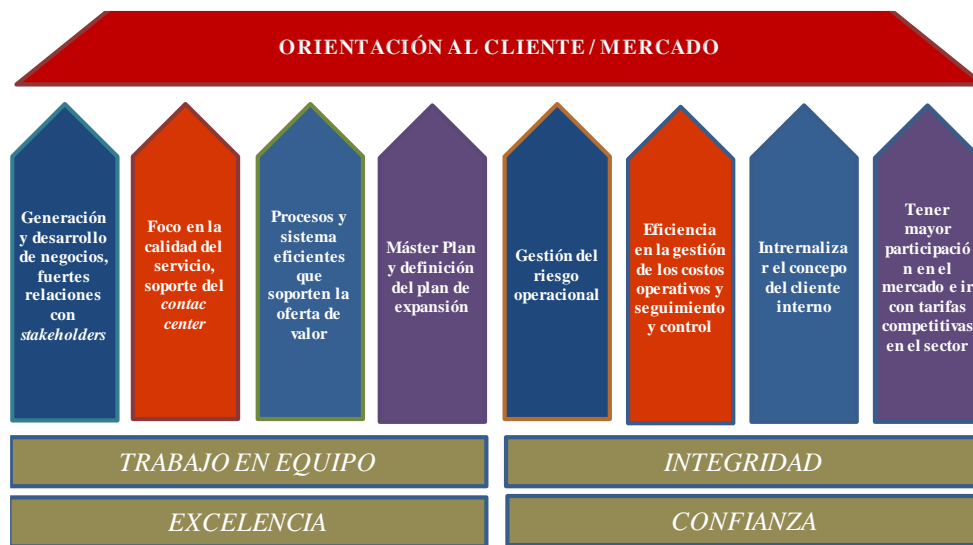 ORIENTACIÓN AL CLIENTE / MERCADO
Generación
y desarrollo
de negocios,
fuertes
relaciones
con
stakeholders
Foco en la
calidad del
servicio,
soporte del
contac
center
Procesos y
sistema
eficientes
que
soporten la
oferta de
valor
Máster Plan
y definición
del plan de
expansión
Gestión del
riesgo
operacional
Eficiencia
en la gestión
de los costos
operativos y
seguimiento
y control
Intrernaliza
r el concepo
del cliente
interno
Tener
mayor
participació
n en el
mercado e ir
con tarifas
competitivas
en el sector
TRABAJO EN EQUIPO
INTEGRIDAD
EXCELENCIA
CONFIANZA